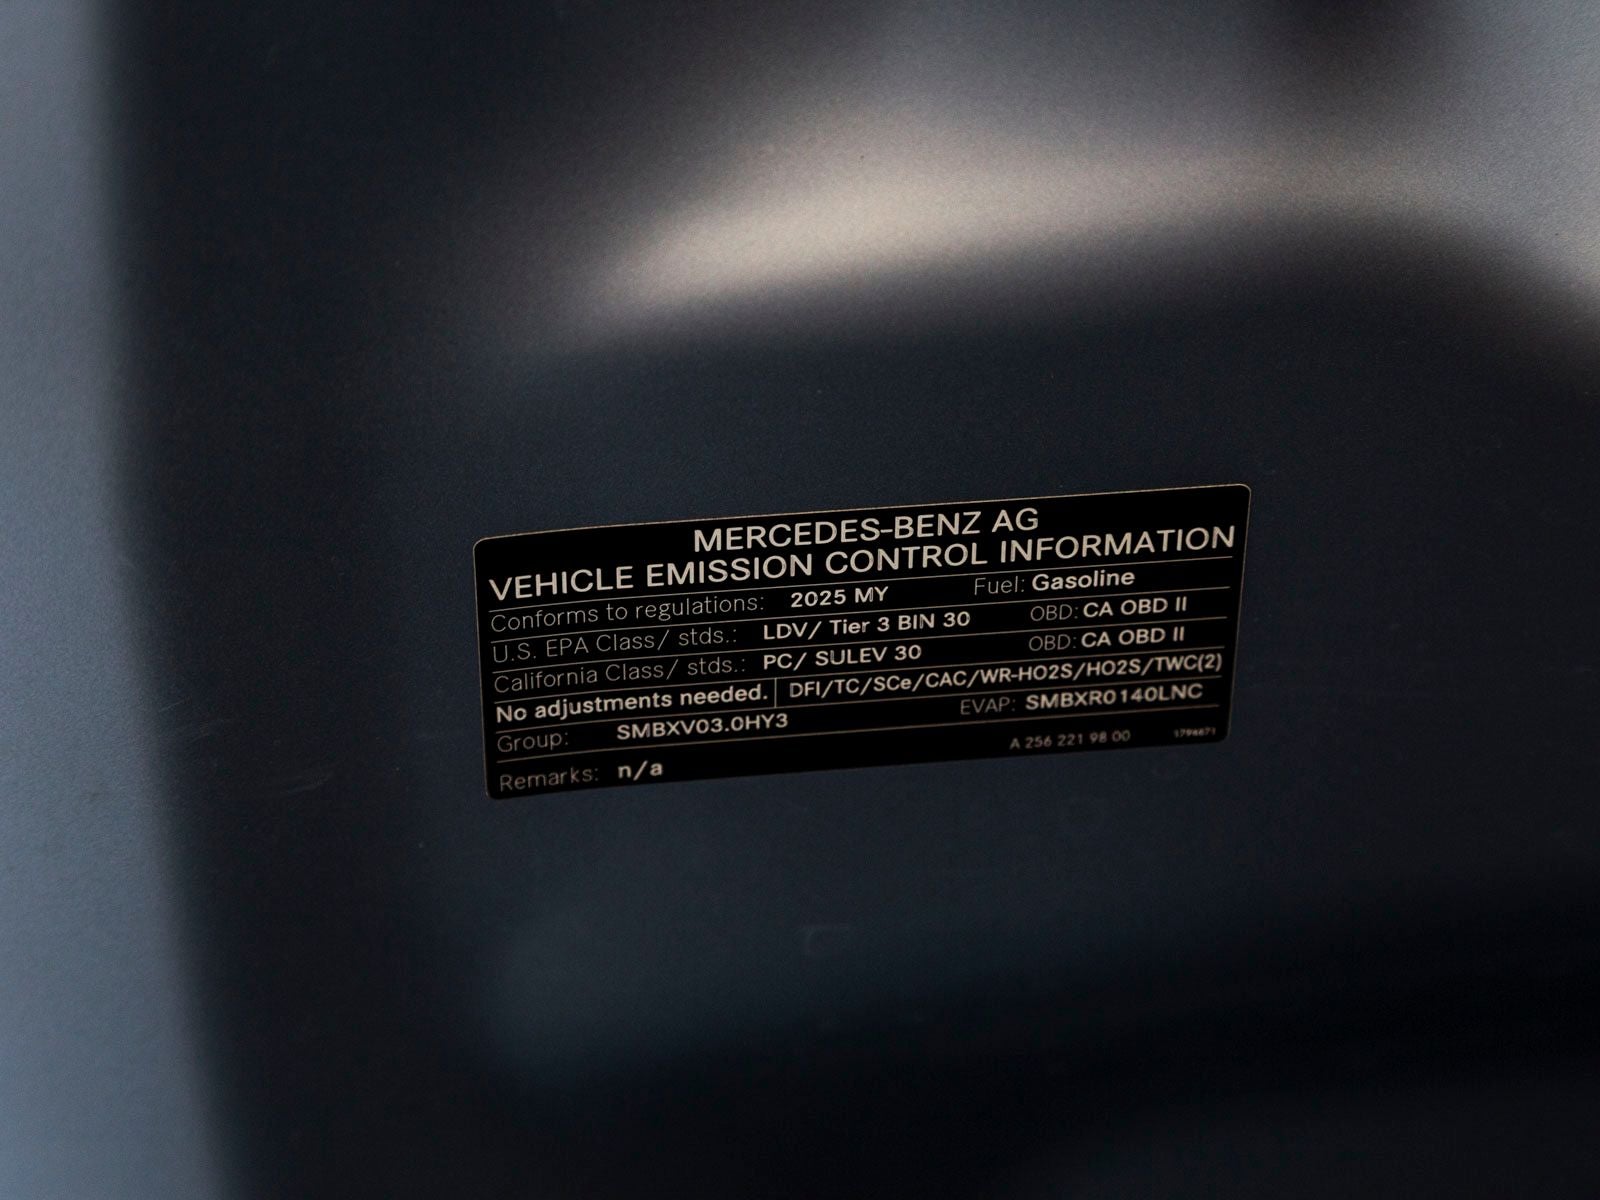 MERCEDES-BENZ AG
VEHICLE EMISSION CONTROL INFORMATION
Conforms to regulations: 2025 MY Fuel: Gasoline
U.S. EPA Class/ stds.: LDV/ Tier 3 BIN 30 OBD: CA OBD II
California Class/ stds.: PC/ SULEV 30 OBD: CA OBD II
No adjustments needed. DFI/TC/SCe/CAC/WR-HO2S/HO2S/TWC(2)
Group: SMBXV03.0HY3 EVAP: SMBXR0140LNC
Remarks: n/a A 256 221 98 00